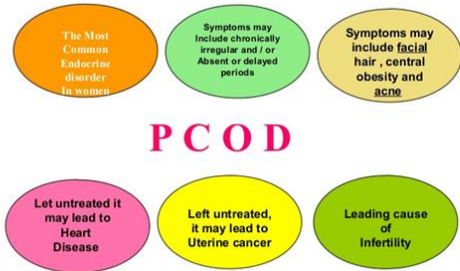 The Most
Common
Endocrine
disorder
In women
Symptoms may
Include chronically
irregular and / or
Absent or delayed
periods
Symptoms may
include facial
hair , central
obesity and
acne
P C O D
Let untreated it
may lead to
Heart
Disease
Left untreated,
it may lead to
Uterine cancer
Leading cause
of
Infertility